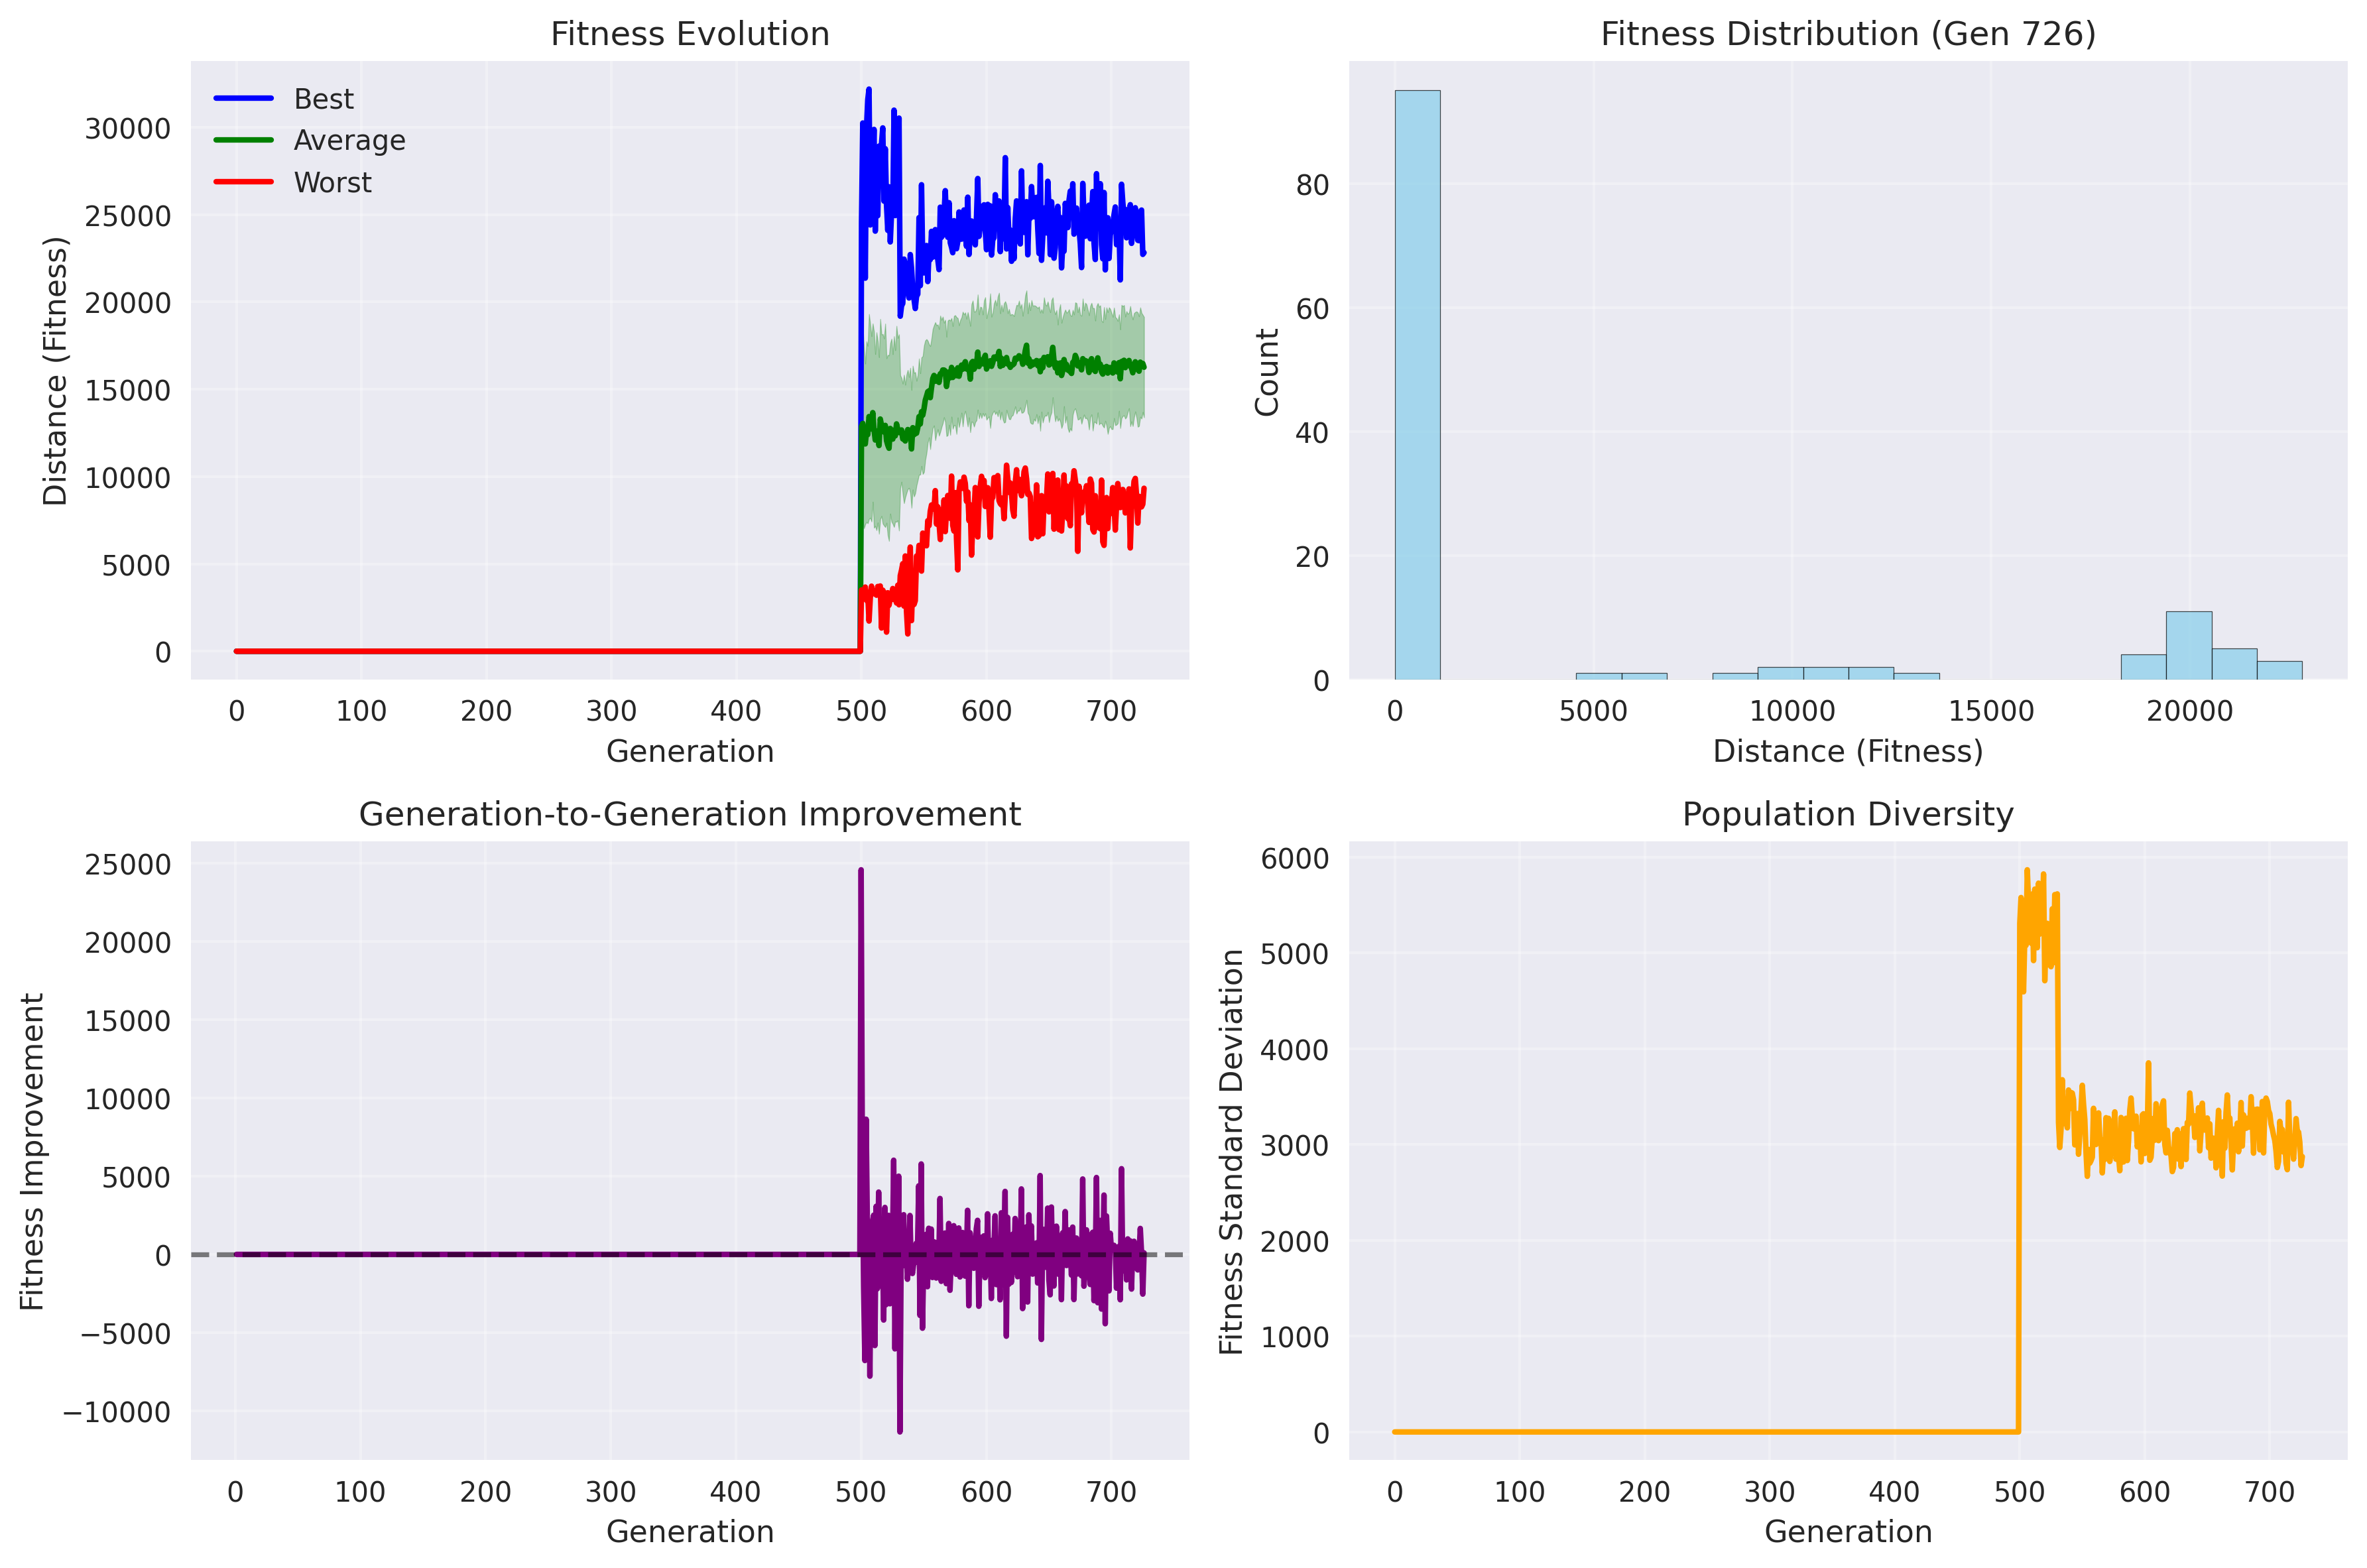 Fitness Evolution
Distance (Fitness)
30000
25000
20000
15000
10000
5000
0
Best
Average
Worst
0 100 200 300 400 500 600 700
Generation
Fitness Distribution (Gen 726)
Count
80
60
40
20
0
0 5000 10000 15000 20000
Distance (Fitness)
Generation-to-Generation Improvement
Fitness Improvement
25000
20000
15000
10000
5000
0
−5000
−10000
0 100 200 300 400 500 600 700
Generation
Population Diversity
Fitness Standard Deviation
6000
5000
4000
3000
2000
1000
0
0 100 200 300 400 500 600 700
Generation